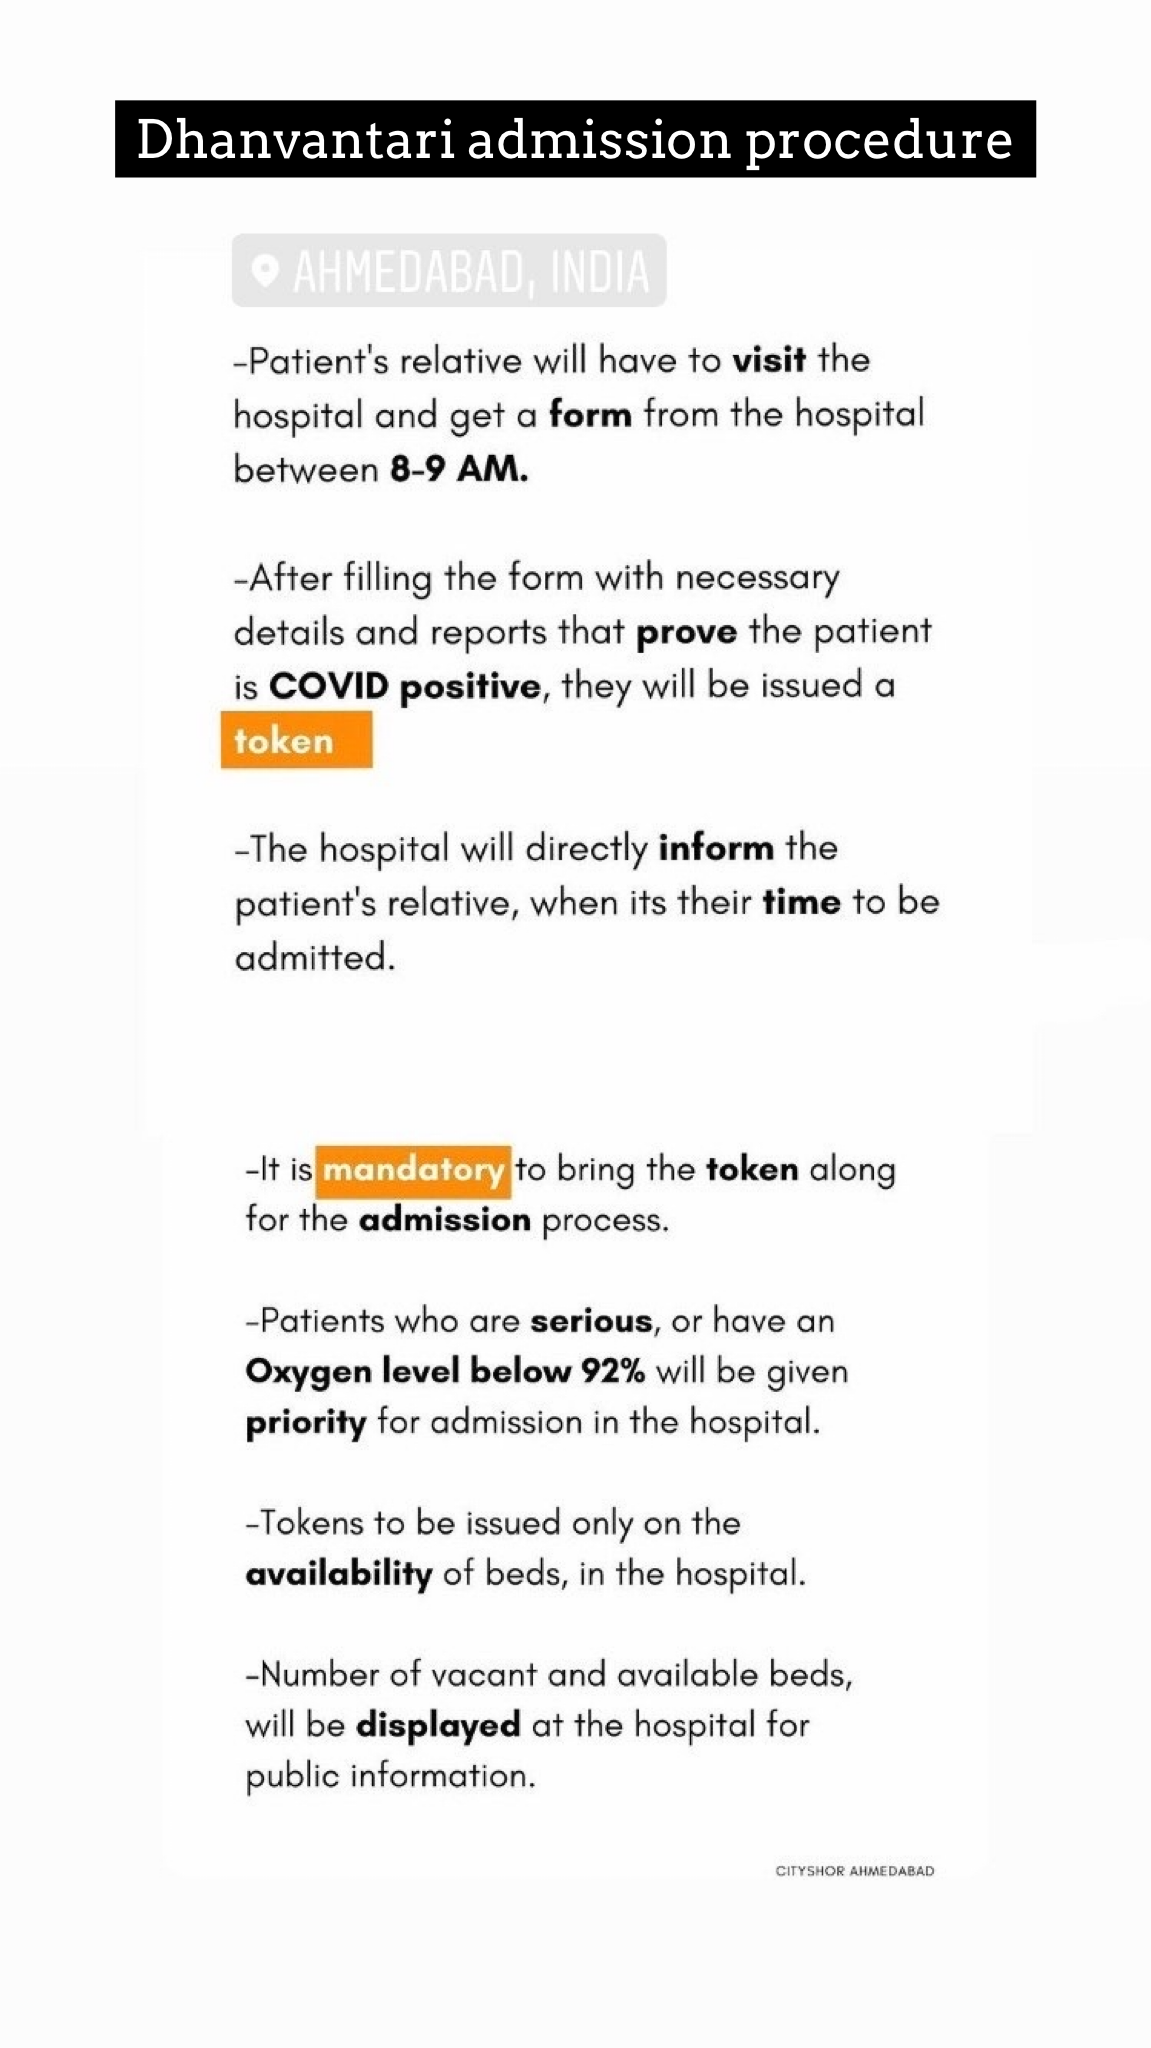 Dhanvantari admission procedure
AHMEDABAD, INDIA
-Patient's relative will have to visit the
hospital and get a form from the hospital
between 8-9 AM.
-After filling the form with necessary
details and reports that prove the patient
is COVID positive, they will be issued a
token
-The hospital will directly inform the
patient's relative, when its their time to be
admitted.
-It is mandatory to bring the token along
for the admission process.
-Patients who are serious, or have an
Oxygen level below 92% will be given
priority for admission in the hospital.
-Tokens to be issued only on the
availability of beds, in the hospital.
-Number of vacant and available beds,
will be displayed at the hospital for
public information.
CITYSHOR AHMEDABAD